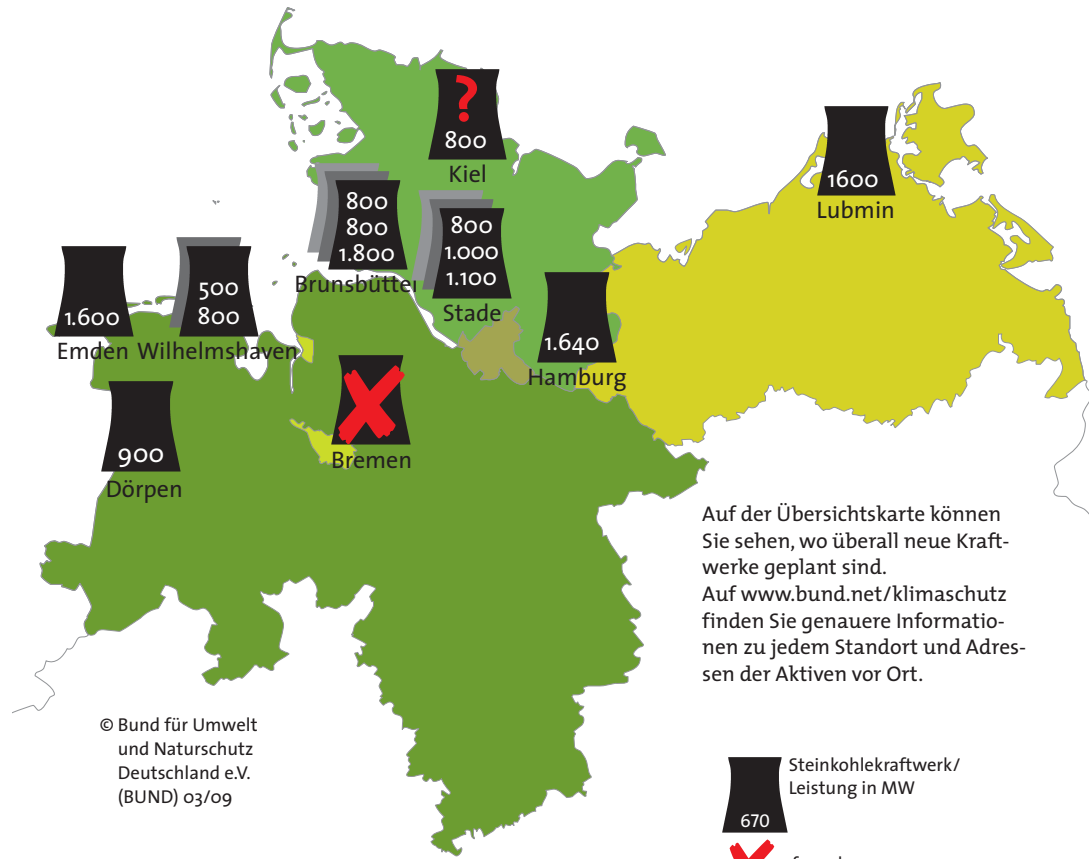 ?
800
Kiel
1600
Lubmin
800
800
1.800
Brunsbüttel
800
1.000
1.100
Stade
1.600
Emden
500
800
Wilhelmshaven
1.640
Hamburg
Bremen
900
Dörpen
Auf der Übersichtskarte können
Sie sehen, wo überall neue Kraft-
werke geplant sind.
Auf www.bund.net/klimaschutz
finden Sie genauere Informatio-
nen zu jedem Standort und Adres-
sen der Aktiven vor Ort.
© Bund für Umwelt
und Naturschutz
Deutschland e.V.
(BUND) 03/09
Steinkohlekraftwerk/
Leistung in MW
670